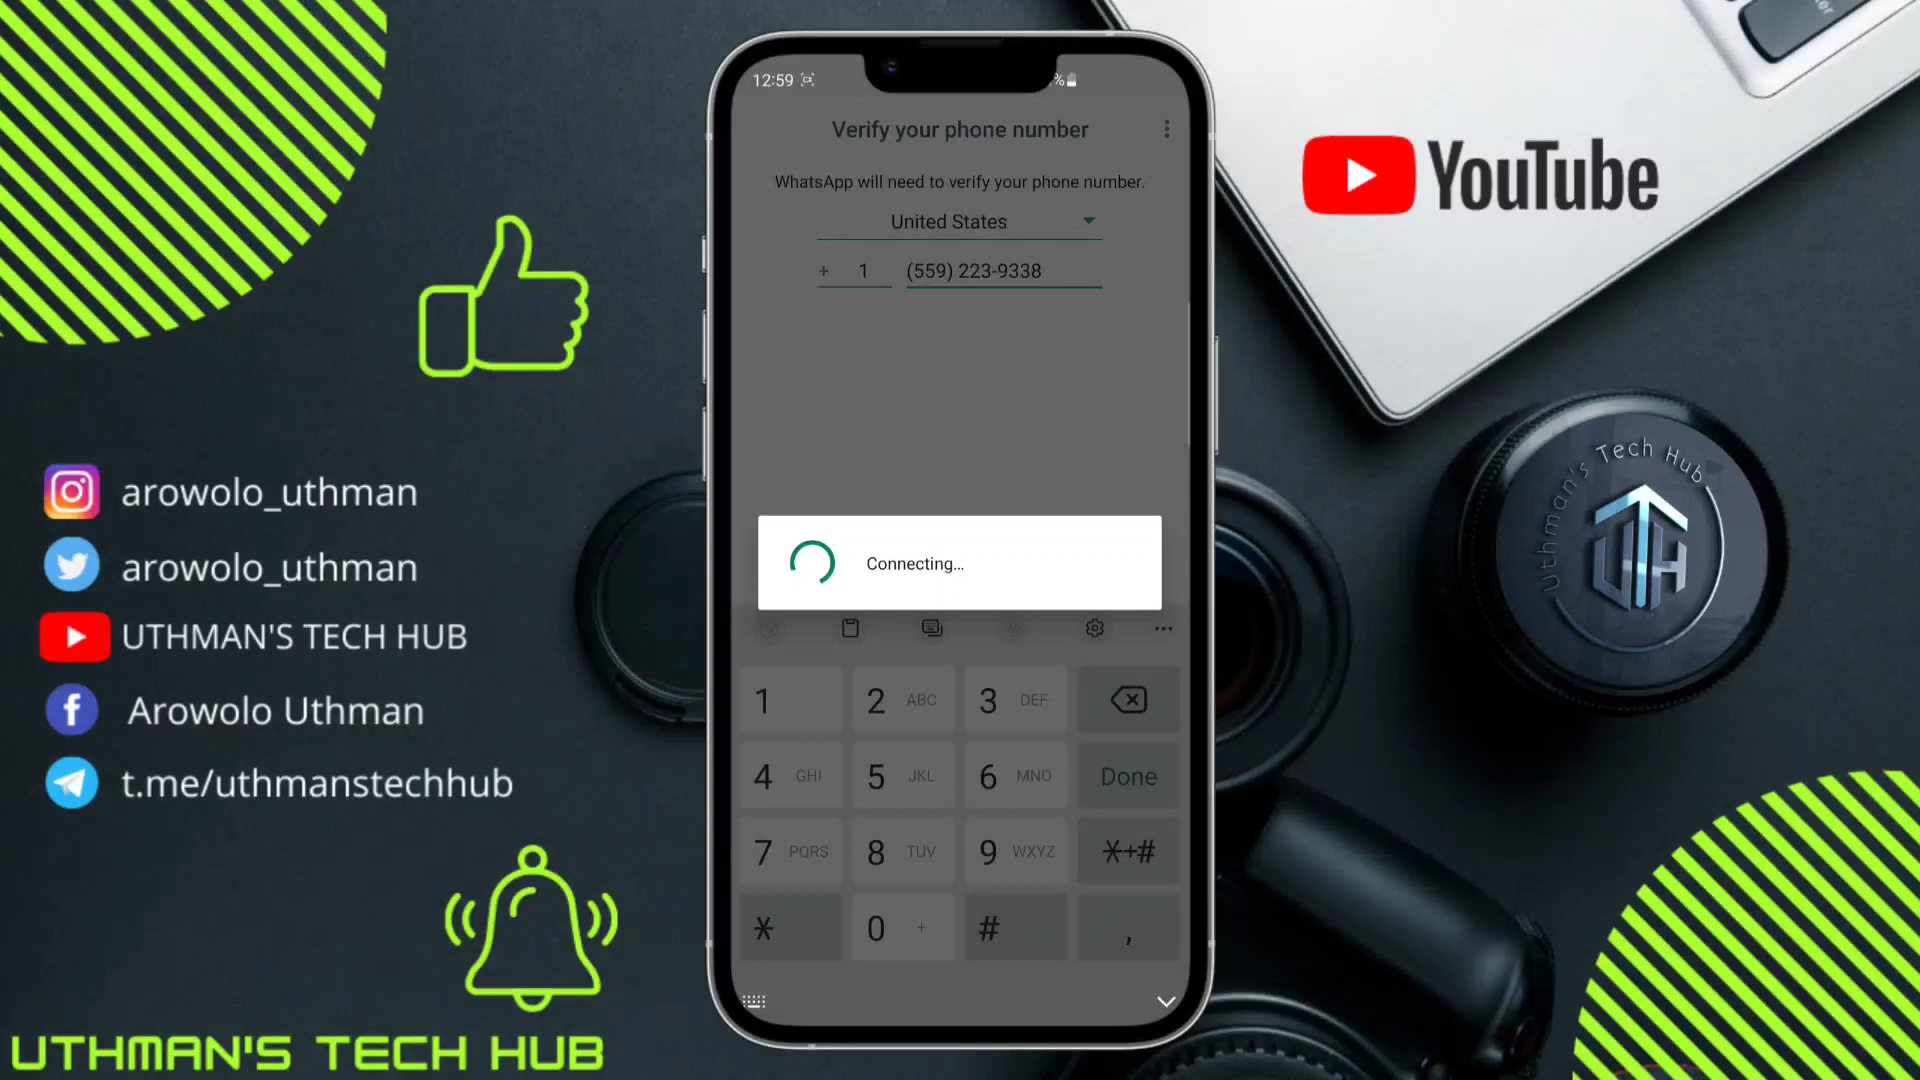 12:59
%
Verify your phone number
WhatsApp will need to verify your phone number.
United States
+ 1 (559) 223-9338
Connecting...
1
2 ABC
3 DEF
4 GHI
5 JKL
6 MNO
Done
7 PQRS
8 TUV
9 WXYZ
*+#
*
0 +
#
,
YouTube
Uthman's Tech Hub
UTH
arowolo_uthman
arowolo_uthman
UTHMAN'S TECH HUB
Arowolo Uthman
t.me/uthmanstechhub
UTHMAN'S TECH HUB